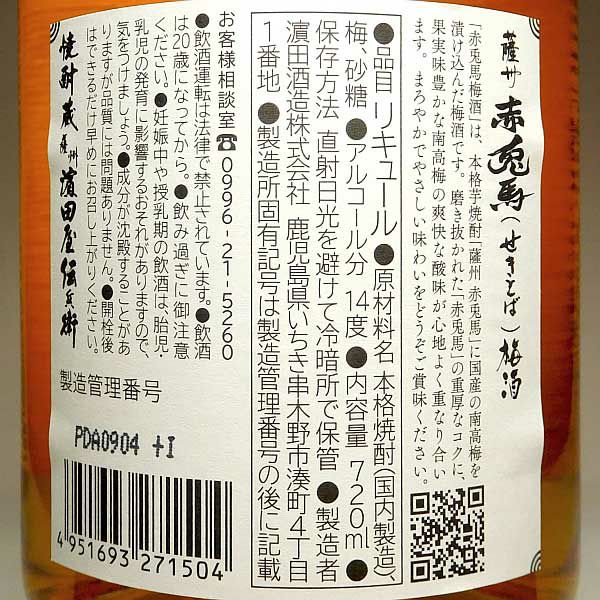 薩州 赤兎馬(せきとば)梅酒
「赤兎馬梅酒」は、本格芋焼酎「薩州 赤兎馬」に国産の南高梅を
漬け込んだ梅酒です。磨き抜かれた「赤兎馬」の重厚なコクに、
果実味豊かな南高梅の爽快な酸味が心地よく重なり合い
ます。まろやかでやさしい味わいをどうぞご賞味ください。
●品目 リキュール ●原材料名 本格焼酎(国内製造)、
梅、砂糖 ●アルコール分 14度 ●内容量 720ml ●
保存方法 直射日光を避けて冷暗所で保管 ●製造者
濵田酒造株式会社 鹿児島県いちき串木野市湊町4丁目
1番地 ●製造所固有記号は製造管理番号の後に記載
お客様相談室☎0996-21-5260
●飲酒運転は法律で禁止されています。●飲酒
は20歳になってから。●飲み過ぎに御注意
ください。●妊娠中や授乳期の飲酒は、胎児・
乳児の発育に影響するおそれがありますので、
気をつけましょう。●成分が沈殿することがあ
りますが品質には問題ありません。●開栓後
はできるだけ早めにお召し上がりください。
焼酎蔵 薩州 濵田屋伝兵衛
製造管理番号
PDA0904 +I
4 951693 271504